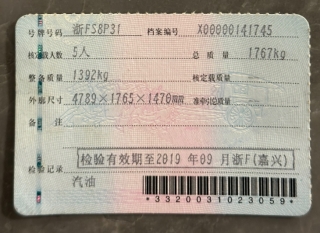 号牌号码 浙FS8P31 档案编号 X00000141745
核定载人数 5人 总质量 1767kg
整备质量 1392kg 核定载质量
外廓尺寸 4789×1765×1470mm 准牵引总质量
备注
检验有效期至2019年09月浙F(嘉兴)
检验记录
汽油
*3320031023059*